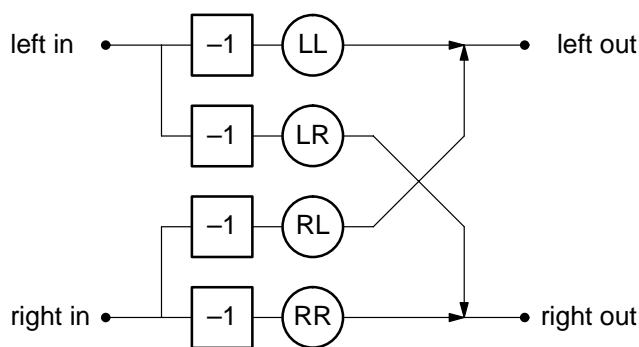 left in –1 LL left out
–1 LR
–1 RL
right in –1 RR right out